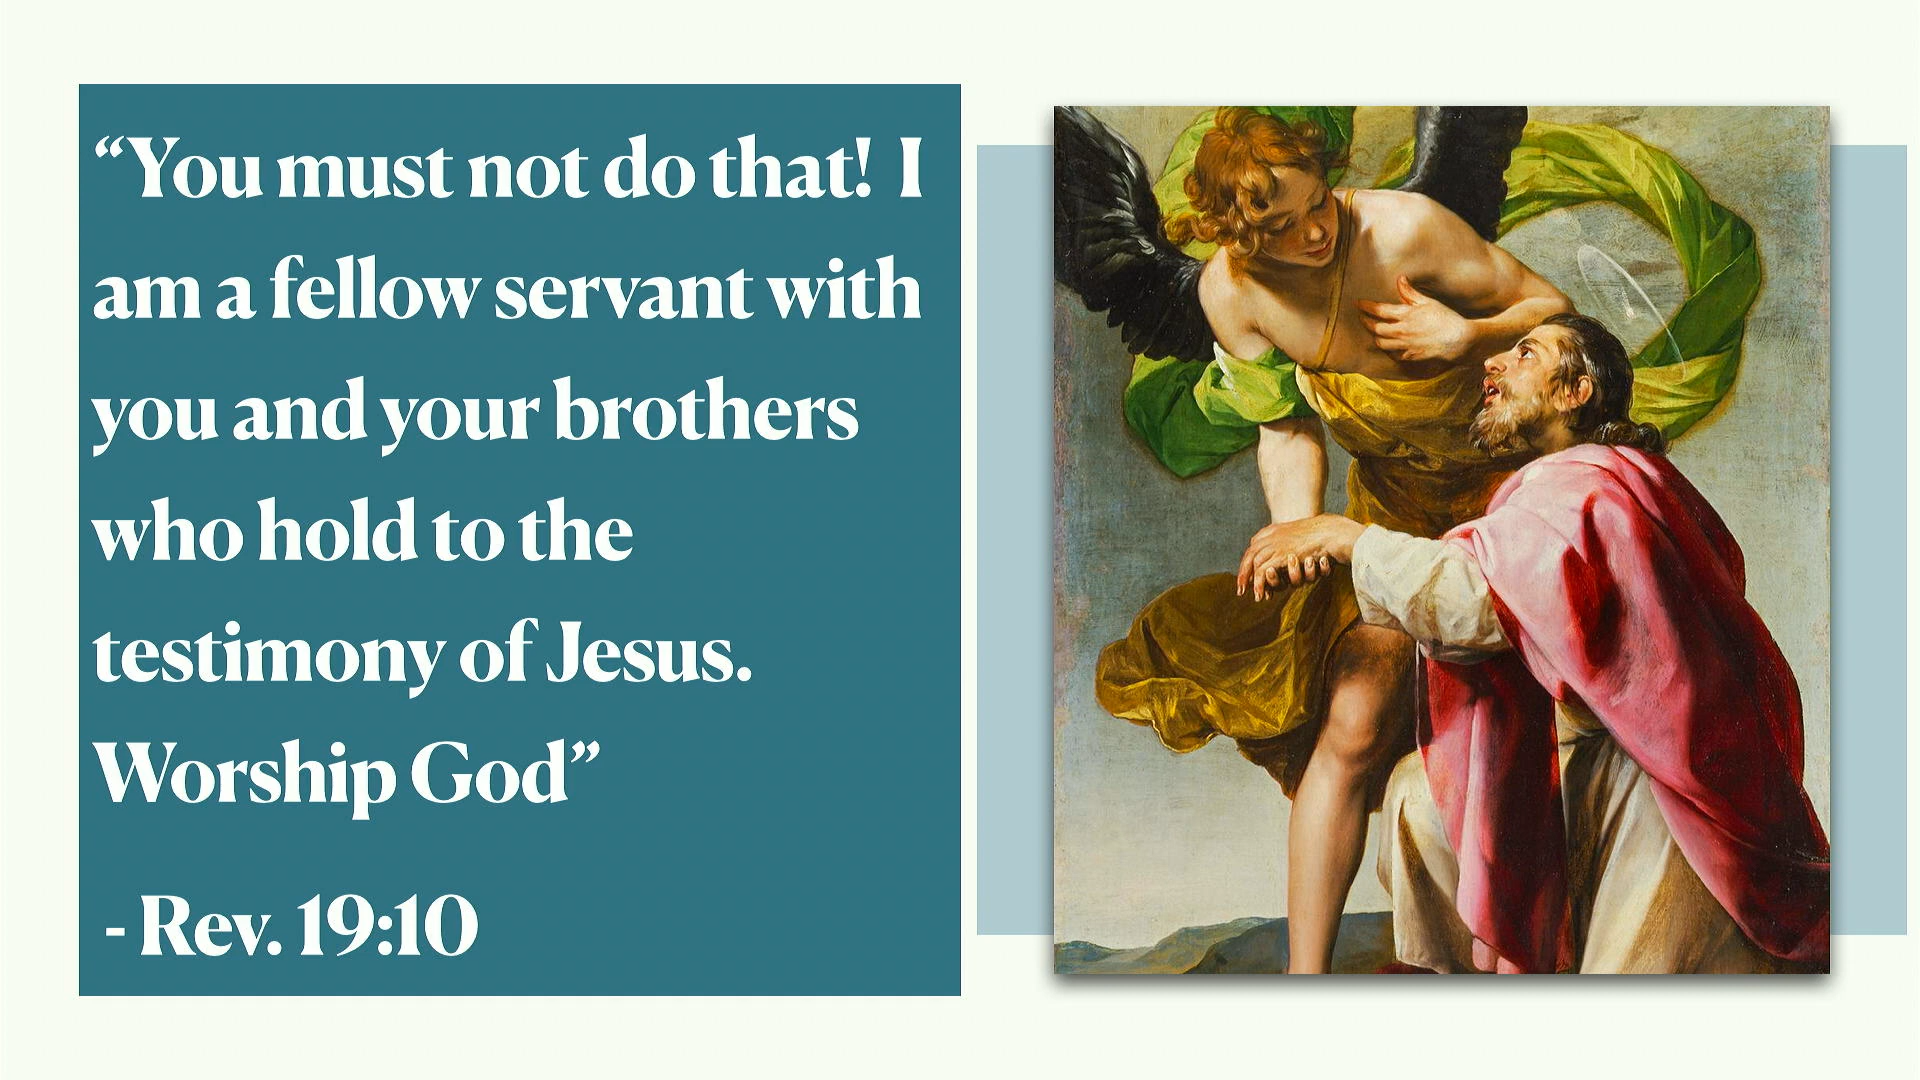 “You must not do that! I
am a fellow servant with
you and your brothers
who hold to the
testimony of Jesus.
Worship God”
- Rev. 19:10